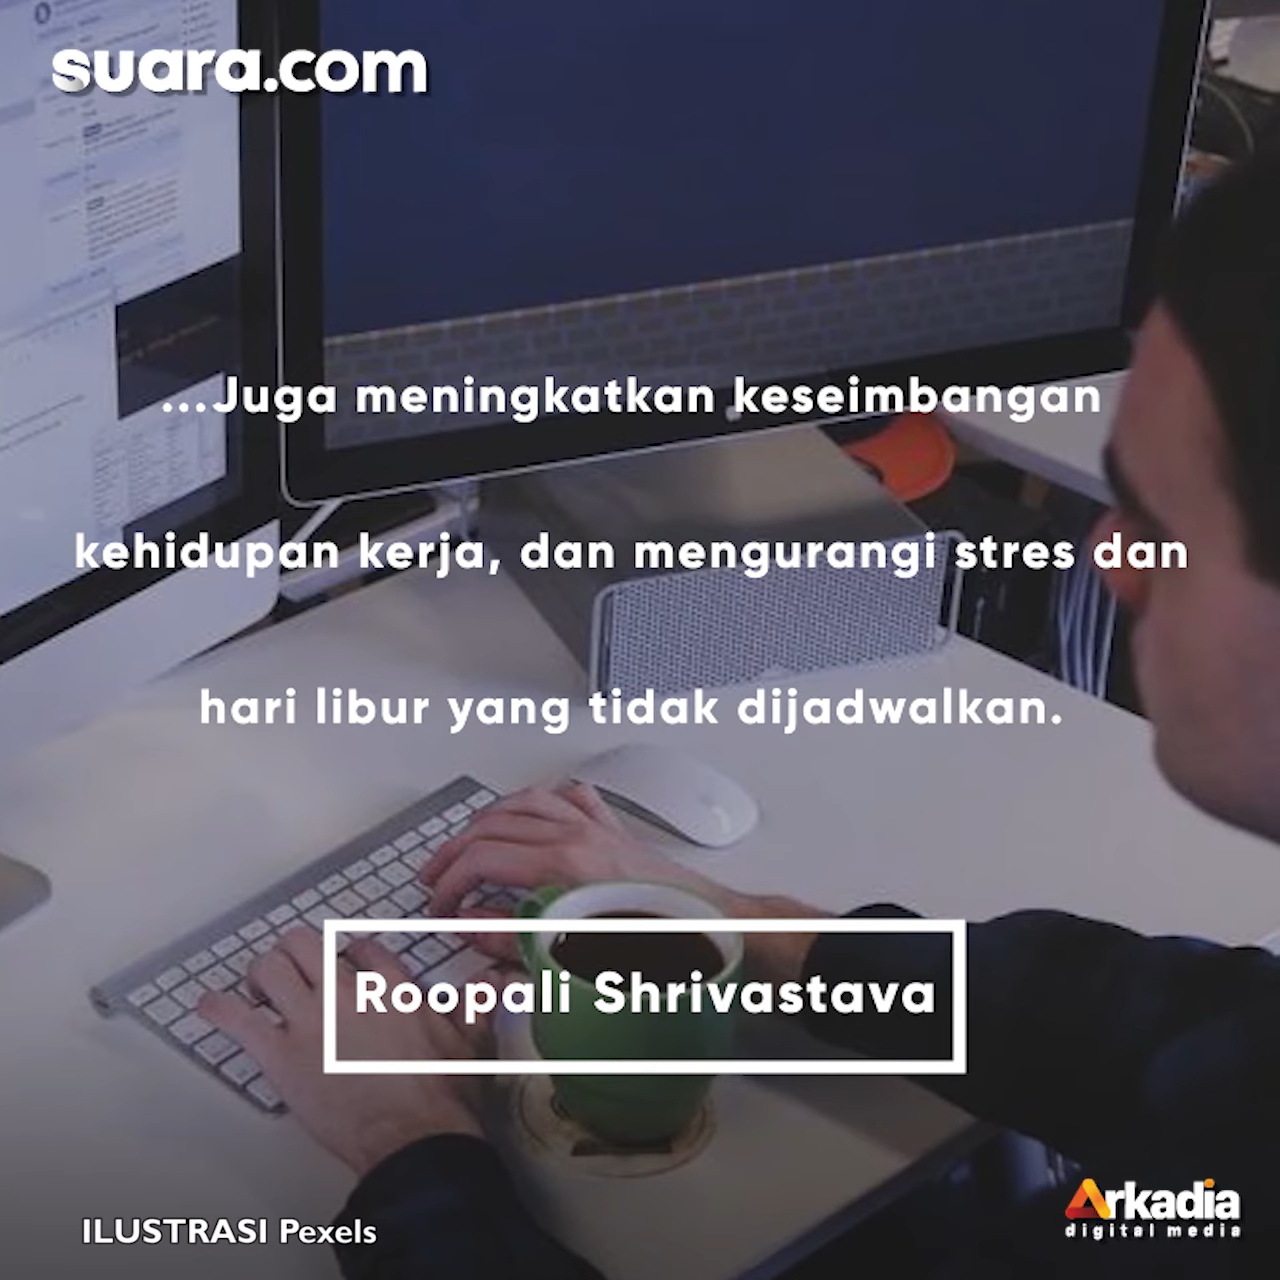 suara.com
...Juga meningkatkan keseimbangan
kehidupan kerja, dan mengurangi stres dan
hari libur yang tidak dijadwalkan.
Roopali Shrivastava
ILUSTRASI Pexels
Arkadia
digital media